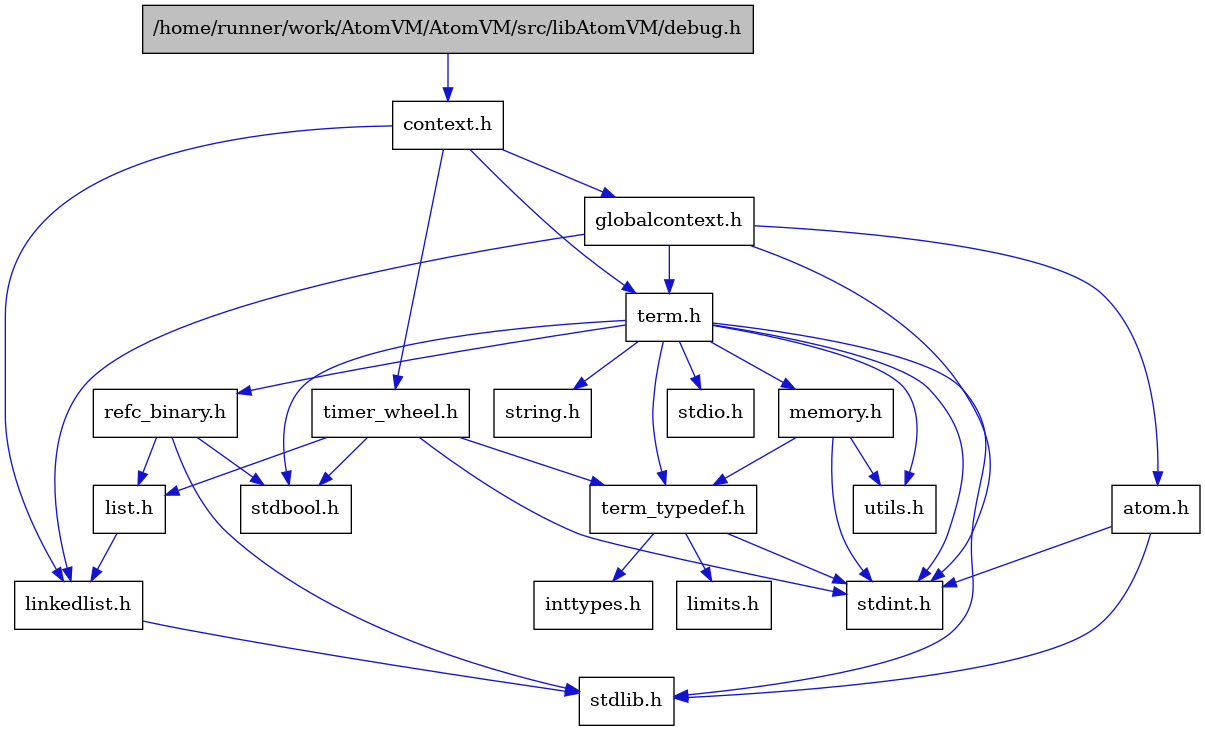 /home/runner/work/AtomVM/AtomVM/src/libAtomVM/debug.h
context.h
globalcontext.h
term.h
refc_binary.h
timer_wheel.h
string.h
stdio.h
memory.h
list.h
stdbool.h
term_typedef.h
utils.h
atom.h
linkedlist.h
inttypes.h
limits.h
stdint.h
stdlib.h